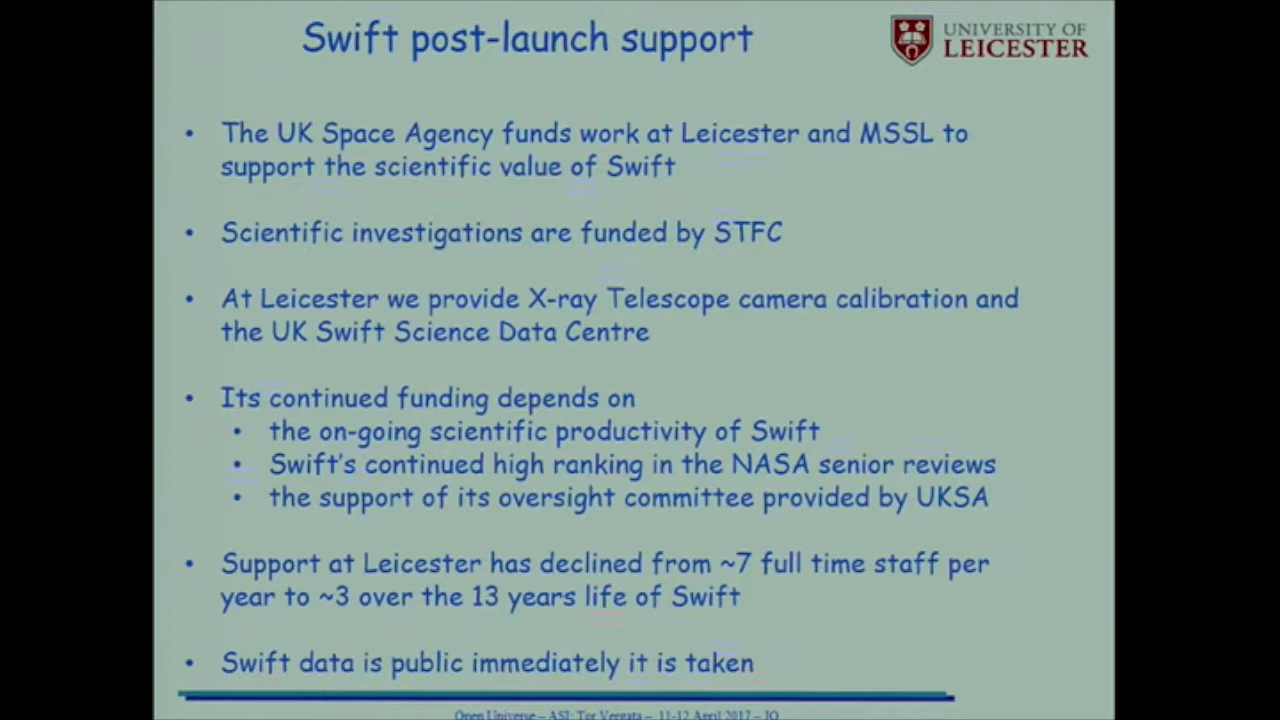 Swift post-launch support
UNIVERSITY OF
LEICESTER
• The UK Space Agency funds work at Leicester and MSSL to
support the scientific value of Swift
• Scientific investigations are funded by STFC
• At Leicester we provide X-ray Telescope camera calibration and
the UK Swift Science Data Centre
• Its continued funding depends on
• the on-going scientific productivity of Swift
• Swift's continued high ranking in the NASA senior reviews
• the support of its oversight committee provided by UKSA
• Support at Leicester has declined from ~7 full time staff per
year to ~3 over the 13 years life of Swift
• Swift data is public immediately it is taken
Open Universe – ASI: Tor Vergata – 11-12 April 2017 – JO